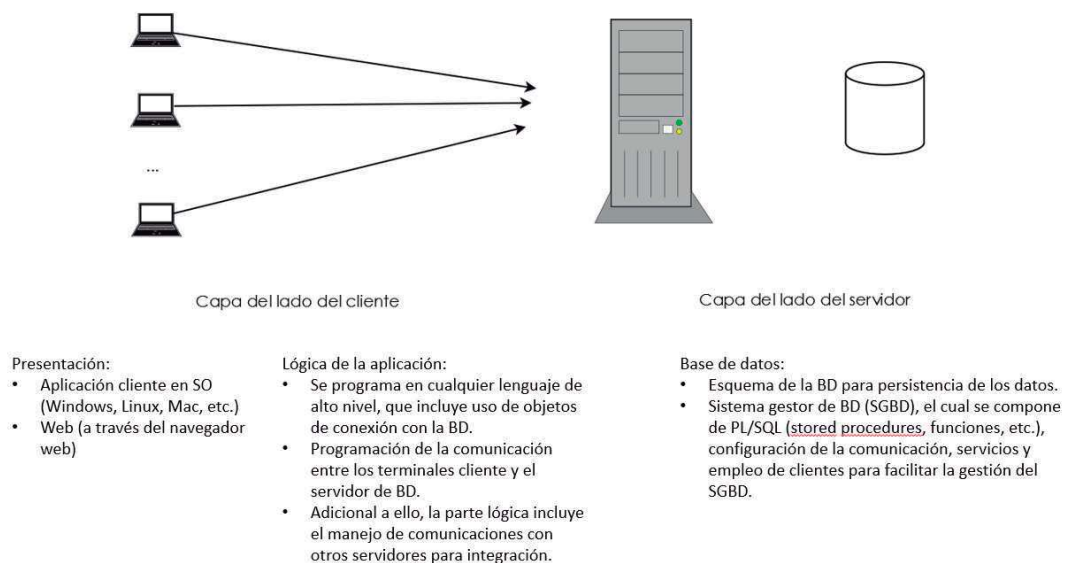 ...
Capa del lado del cliente
Capa del lado del servidor
Presentación:
• Aplicación cliente en SO
(Windows, Linux, Mac, etc.)
• Web (a través del navegador
web)
Lógica de la aplicación:
• Se programa en cualquier lenguaje de
alto nivel, que incluye uso de objetos
de conexión con la BD.
• Programación de la comunicación
entre los terminales cliente y el
servidor de BD.
• Adicional a ello, la parte lógica incluye
el manejo de comunicaciones con
otros servidores para integración.
Base de datos:
• Esquema de la BD para persistencia de los datos.
• Sistema gestor de BD (SGBD), el cual se compone
de PL/SQL (stored procedures, funciones, etc.),
configuración de la comunicación, servicios y
empleo de clientes para facilitar la gestión del
SGBD.